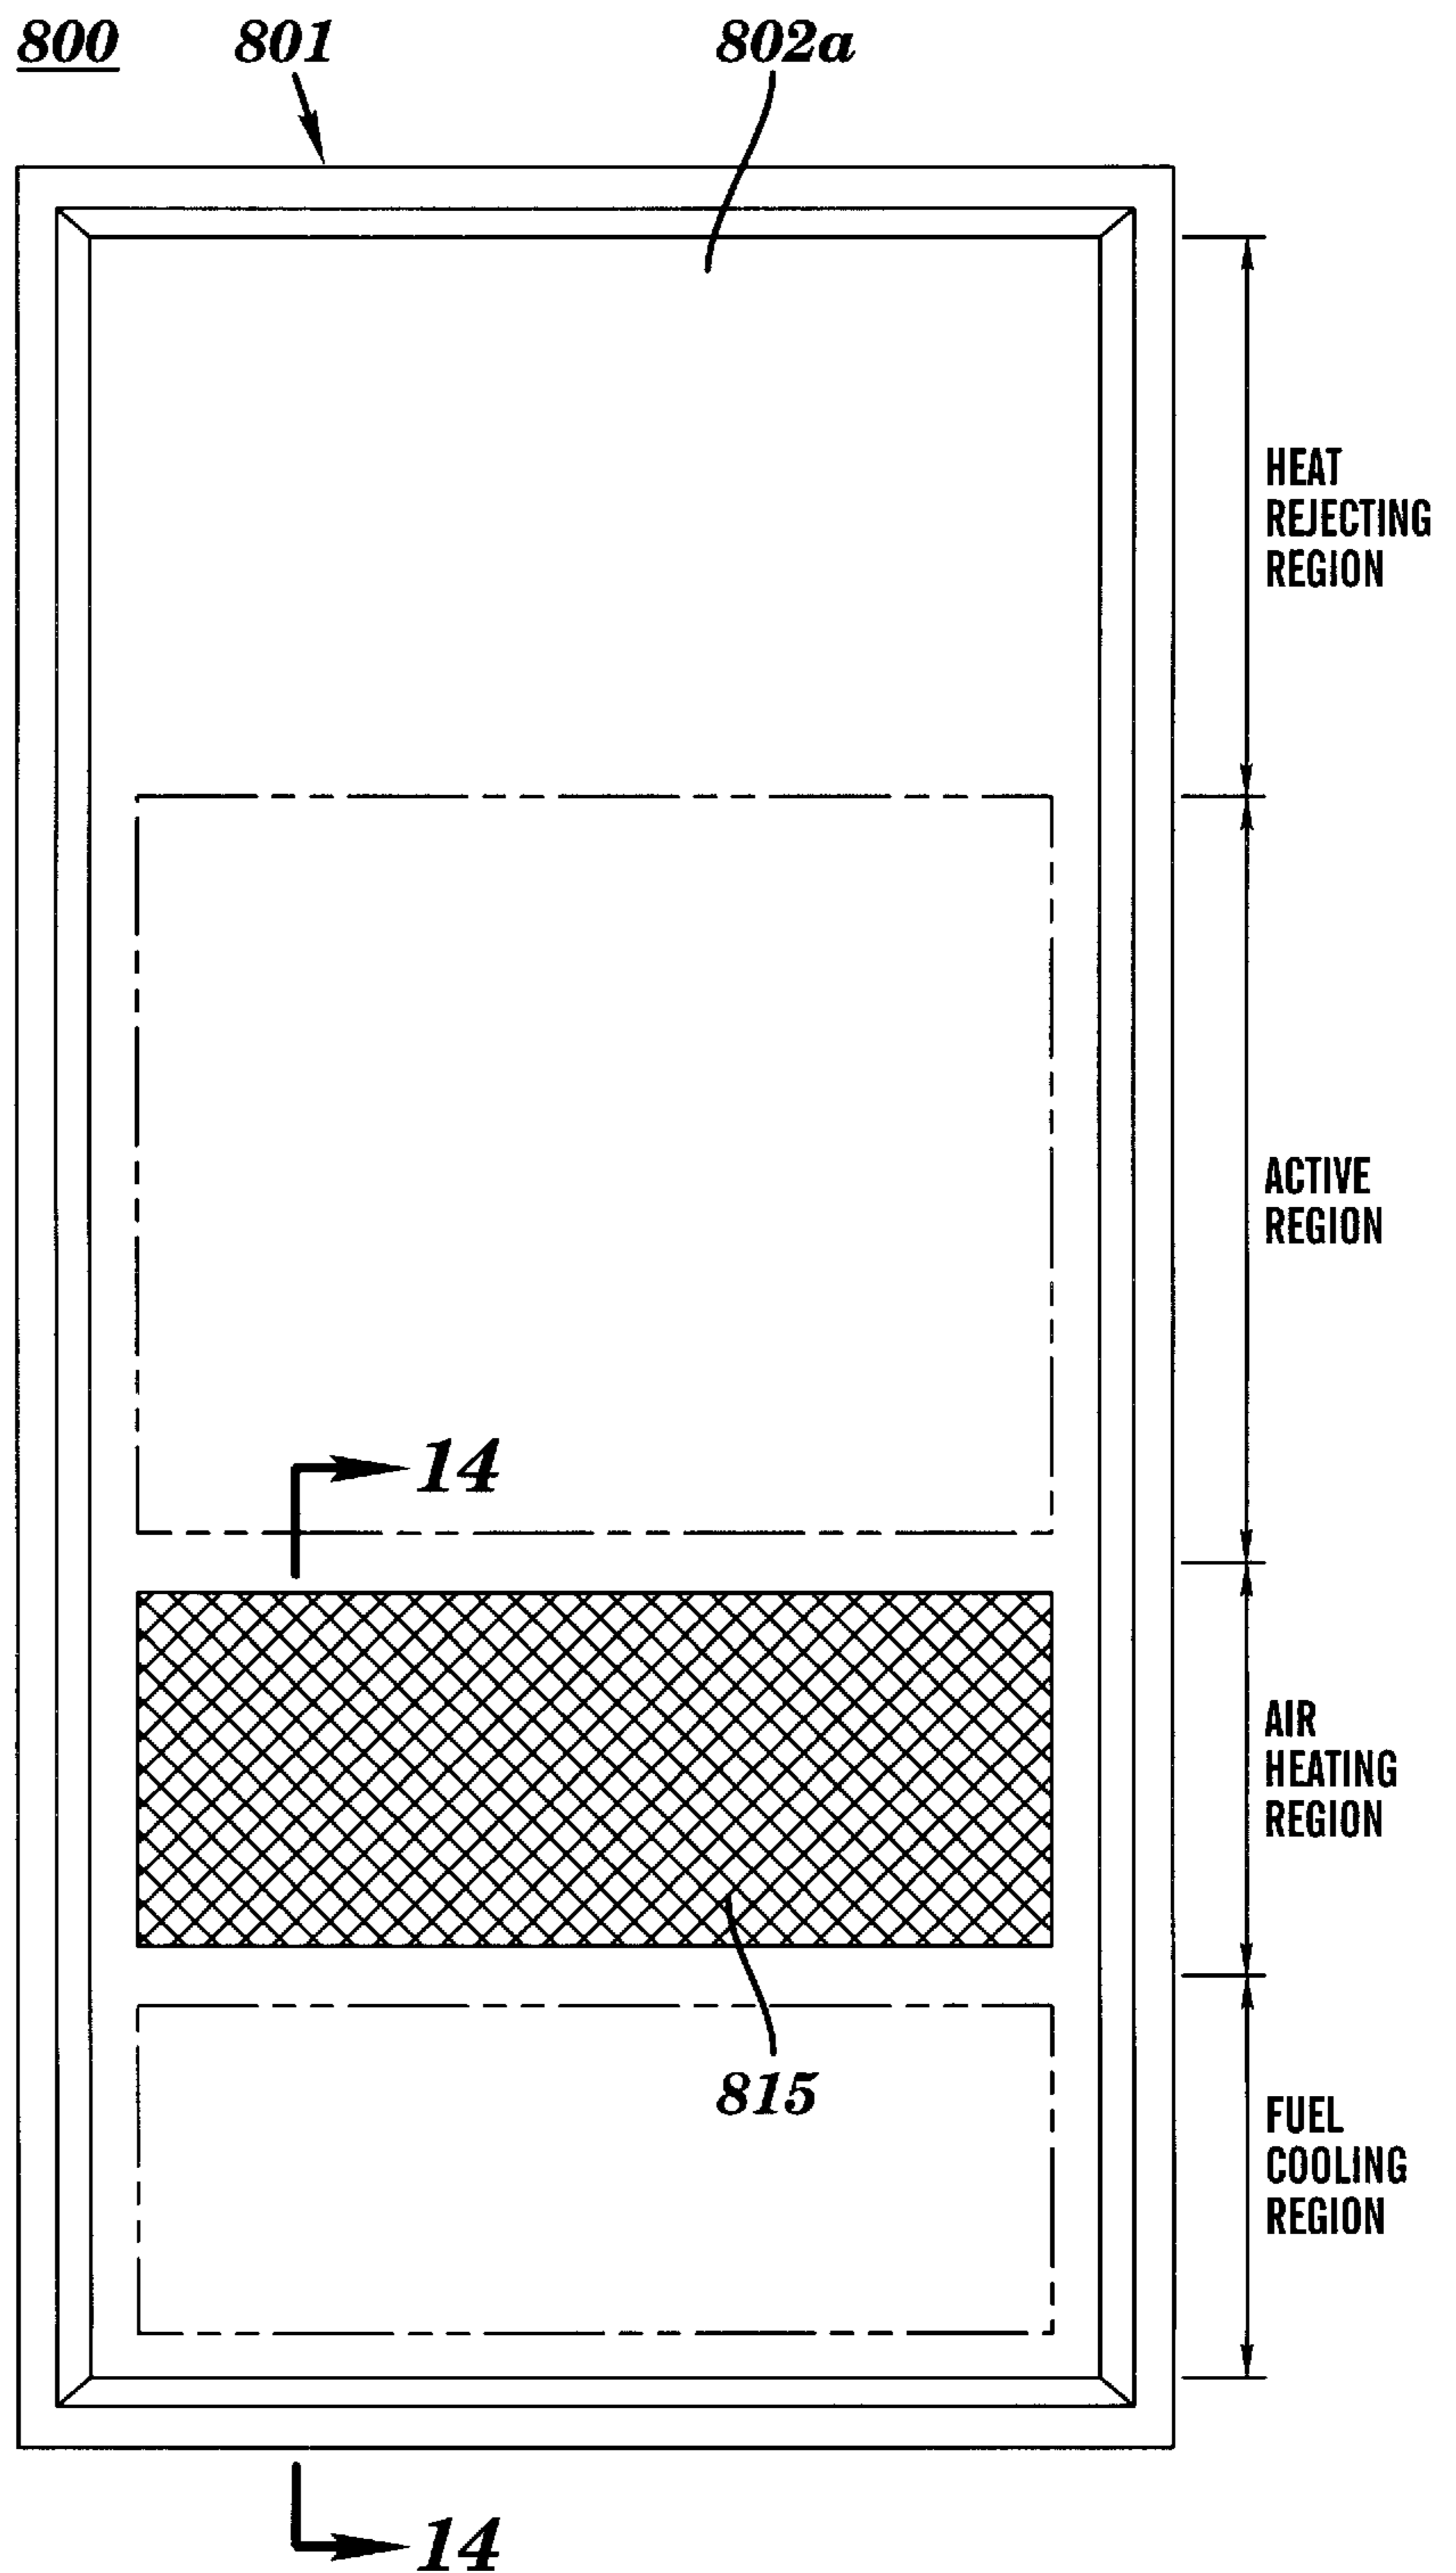 800 801 802a
HEAT
REJECTING
REGION
ACTIVE
REGION
14
AIR
HEATING
REGION
815
FUEL
COOLING
REGION
14